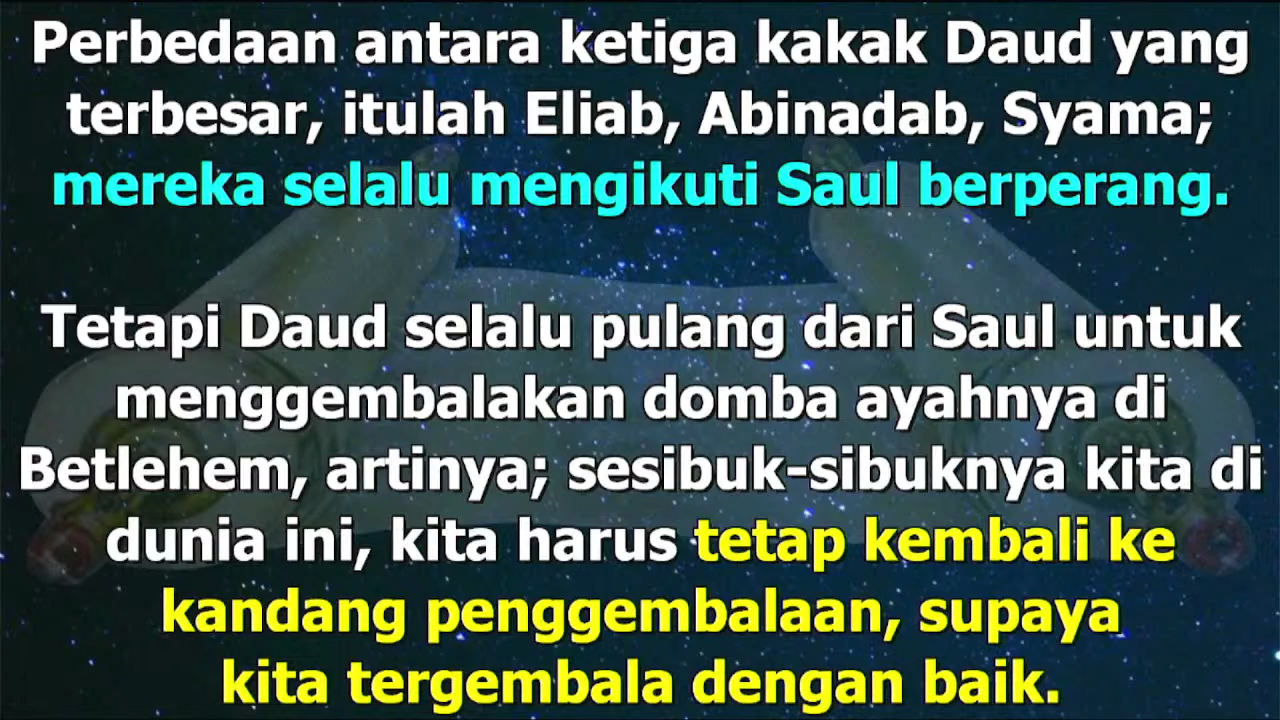 Perbedaan antara ketiga kakak Daud yang
terbesar, itulah Eliab, Abinadab, Syama;
mereka selalu mengikuti Saul berperang.
Tetapi Daud selalu pulang dari Saul untuk
menggembalakan domba ayahnya di
Betlehem, artinya; sesibuk-sibuknya kita di
dunia ini, kita harus tetap kembali ke
kandang penggembalaan, supaya
kita tergembala dengan baik.